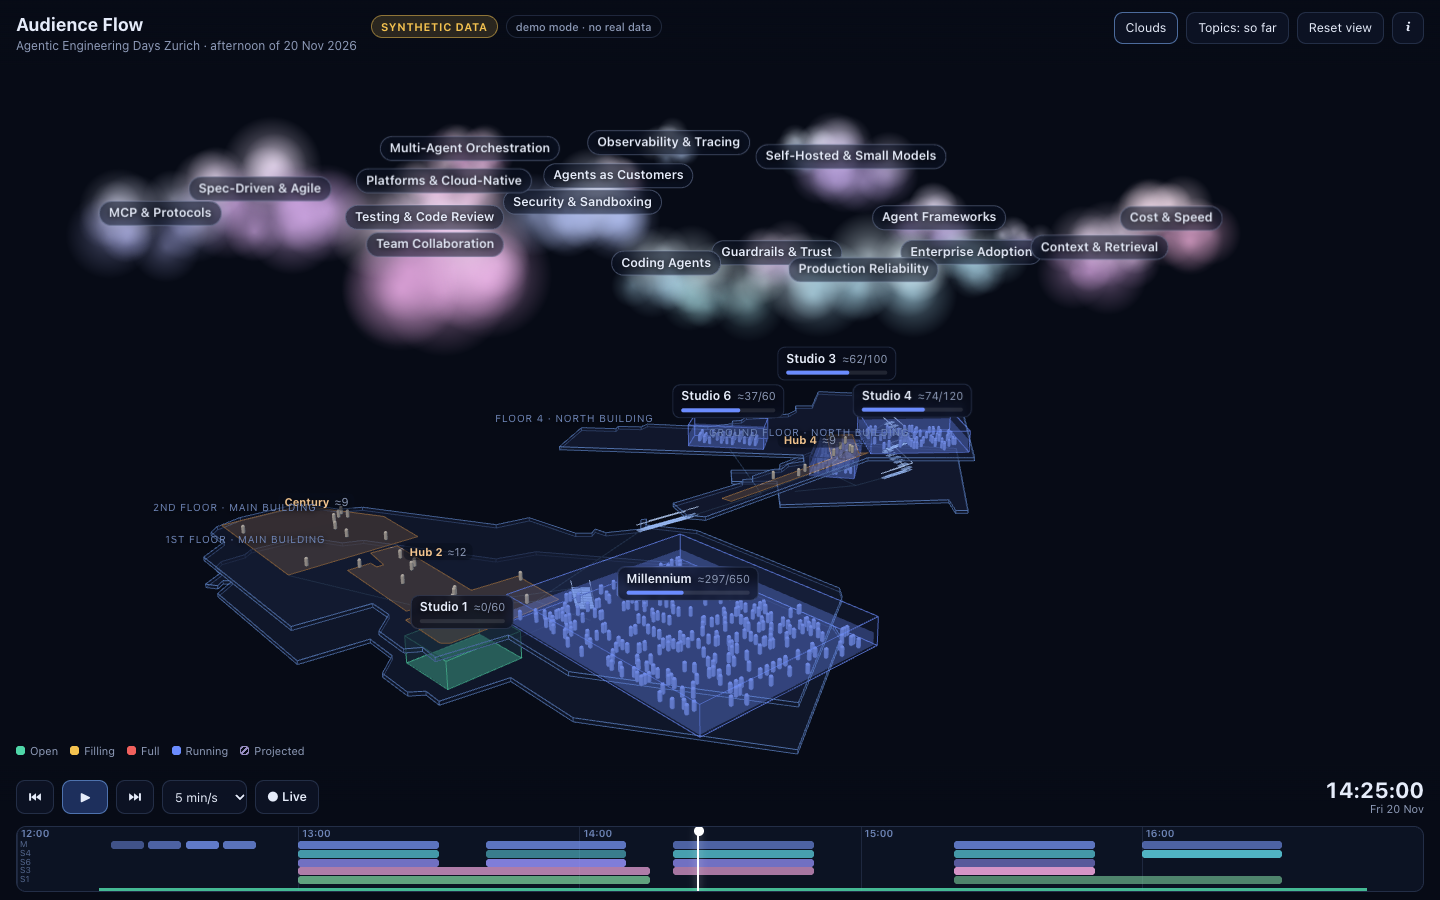 Audience Flow
SYNTHETIC DATA
demo mode · no real data
Clouds
Topics: so far
Reset view
i
Agentic Engineering Days Zurich · afternoon of 20 Nov 2026
Multi-Agent Orchestration
Observability & Tracing
Self-Hosted & Small Models
Spec-Driven & Agile
Platforms & Cloud-Native
Agents as Customers
MCP & Protocols
Testing & Code Review
Security & Sandboxing
Agent Frameworks
Cost & Speed
Team Collaboration
Coding Agents
Guardrails & Trust
Enterprise Adoption
Context & Retrieval
Production Reliability
Studio 3 ≈62/100
Studio 6 ≈37/60
Studio 4 ≈74/120
FLOOR 4 · NORTH BUILDING
GROUND FLOOR · NORTH BUILDING
Hub 4 ≈9
Century ≈9
2ND FLOOR · MAIN BUILDING
1ST FLOOR · MAIN BUILDING
Hub 2 ≈12
Millennium ≈297/650
Studio 1 ≈0/60
Open
Filling
Full
Running
Projected
5 min/s
Live
14:25:00
Fri 20 Nov
12:00
13:00
14:00
15:00
16:00
M
S4
S6
S3
S1